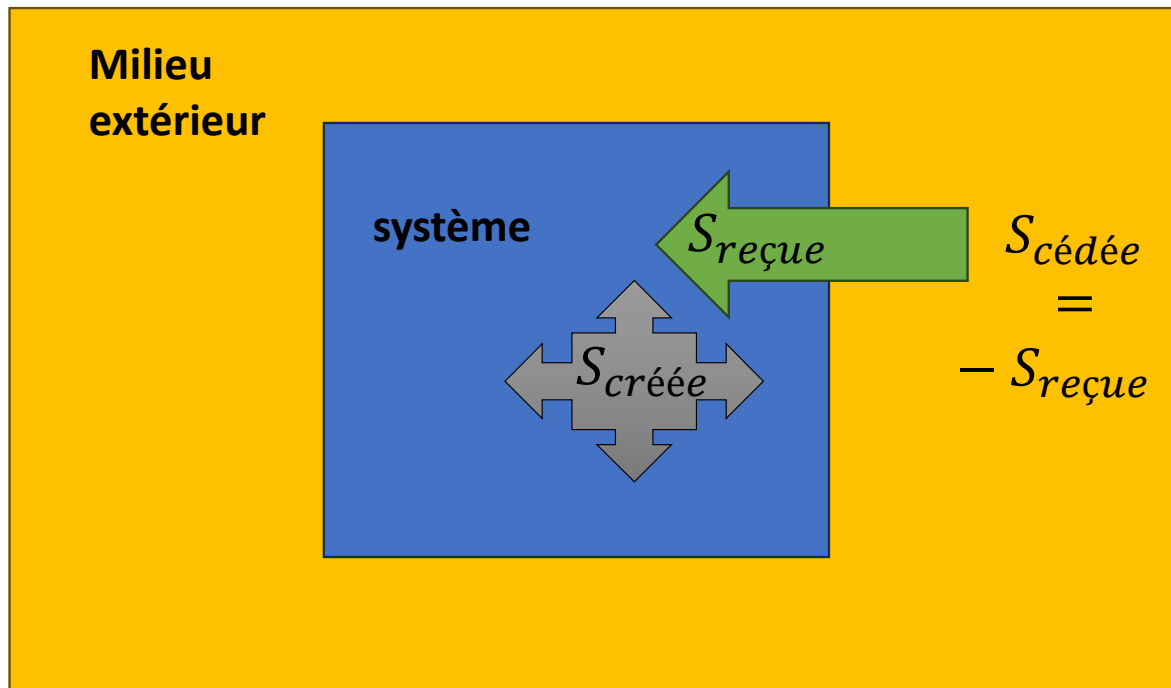 Milieu
extérieur
système
S_reçue
S_cédée
=
− S_reçue
S_créée